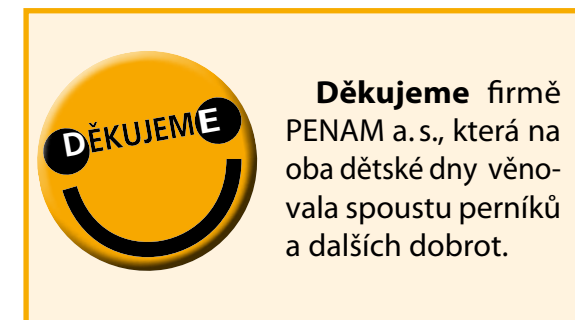 DĚKUJEME
Děkujeme firmě
PENAM a. s., která na
oba dětské dny věno-
vala spoustu perníků
a dalších dobrot.